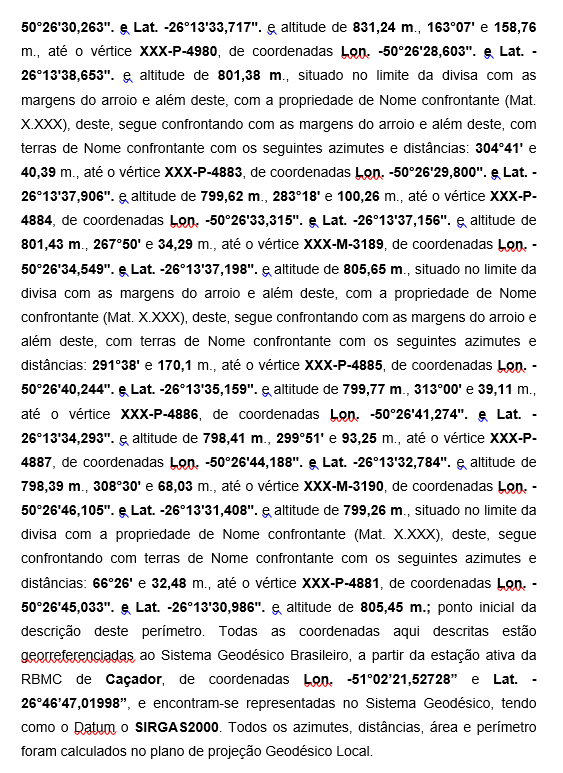 50°26'30,263". e Lat. -26°13'33,717". e altitude de 831,24 m., 163°07' e 158,76
m., até o vértice XXX-P-4980, de coordenadas Lon. -50°26'28,603". e Lat. -
26°13'38,653". e altitude de 801,38 m., situado no limite da divisa com as
margens do arroio e além deste, com a propriedade de Nome confrontante (Mat.
X.XXX), deste, segue confrontando com as margens do arroio e além deste, com
terras de Nome confrontante com os seguintes azimutes e distâncias: 304°41' e
40,39 m., até o vértice XXX-P-4883, de coordenadas Lon. -50°26'29,800". e Lat. -
26°13'37,906". e altitude de 799,62 m., 283°18' e 100,26 m., até o vértice XXX-P-
4884, de coordenadas Lon. -50°26'33,315". e Lat. -26°13'37,156". e altitude de
801,43 m., 267°50' e 34,29 m., até o vértice XXX-M-3189, de coordenadas Lon. -
50°26'34,549". e Lat. -26°13'37,198". e altitude de 805,65 m., situado no limite da
divisa com as margens do arroio e além deste, com a propriedade de Nome
confrontante (Mat. X.XXX), deste, segue confrontando com as margens do arroio e
além deste, com terras de Nome confrontante com os seguintes azimutes e
distâncias: 291°38' e 170,1 m., até o vértice XXX-P-4885, de coordenadas Lon. -
50°26'40,244". e Lat. -26°13'35,159". e altitude de 799,77 m., 313°00' e 39,11 m.,
até o vértice XXX-P-4886, de coordenadas Lon. -50°26'41,274". e Lat. -
26°13'34,293". e altitude de 798,41 m., 299°51' e 93,25 m., até o vértice XXX-P-
4887, de coordenadas Lon. -50°26'44,188". e Lat. -26°13'32,784". e altitude de
798,39 m., 308°30' e 68,03 m., até o vértice XXX-M-3190, de coordenadas Lon. -
50°26'46,105". e Lat. -26°13'31,408". e altitude de 799,26 m., situado no limite da
divisa com a propriedade de Nome confrontante (Mat. X.XXX), deste, segue
confrontando com terras de Nome confrontante com os seguintes azimutes e
distâncias: 66°26' e 32,48 m., até o vértice XXX-P-4881, de coordenadas Lon. -
50°26'45,033". e Lat. -26°13'30,986". e altitude de 805,45 m.; ponto inicial da
descrição deste perímetro. Todas as coordenadas aqui descritas estão
georreferenciadas ao Sistema Geodésico Brasileiro, a partir da estação ativa da
RBMC de Caçador, de coordenadas Lon. -51°02’21,52728” e Lat. -
26°46’47,01998”, e encontram-se representadas no Sistema Geodésico, tendo
como o Datum o SIRGAS2000. Todos os azimutes, distâncias, área e perímetro
foram calculados no plano de projeção Geodésico Local.